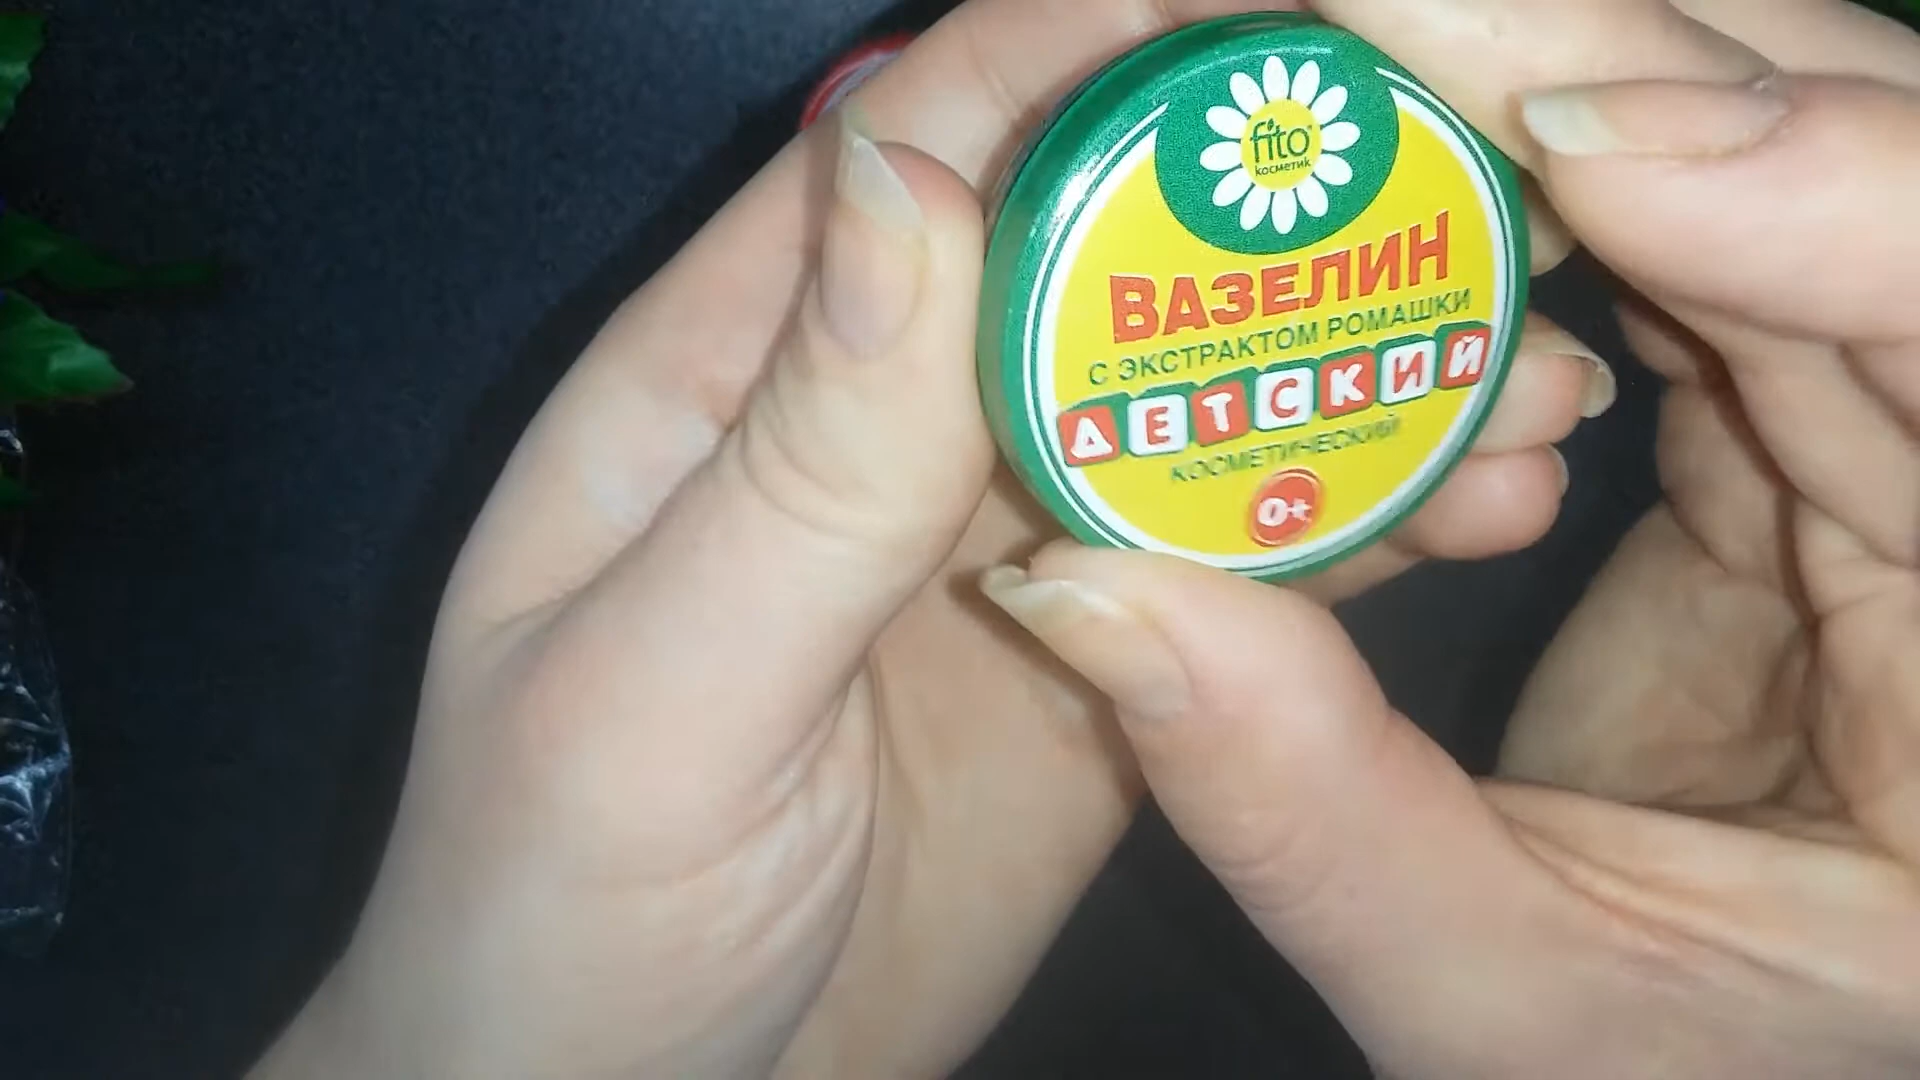 fito
косметик
ВАЗЕЛИН
С ЭКСТРАКТОМ РОМАШКИ
ДЕТСКИЙ
КОСМЕТИЧЕСКИЙ
0+